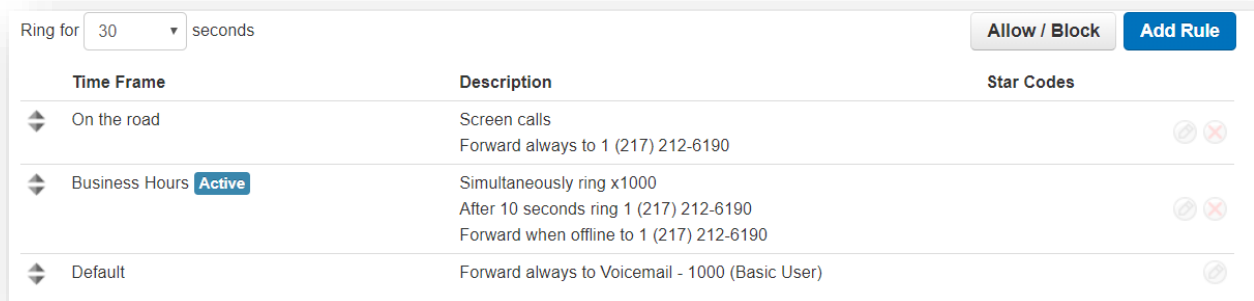 Ring for 30 seconds Allow / Block Add Rule
Time Frame Description Star Codes
On the road Screen calls
Forward always to 1 (217) 212-6190
Business Hours Active Simultaneously ring x1000
After 10 seconds ring 1 (217) 212-6190
Forward when offline to 1 (217) 212-6190
Default Forward always to Voicemail - 1000 (Basic User)